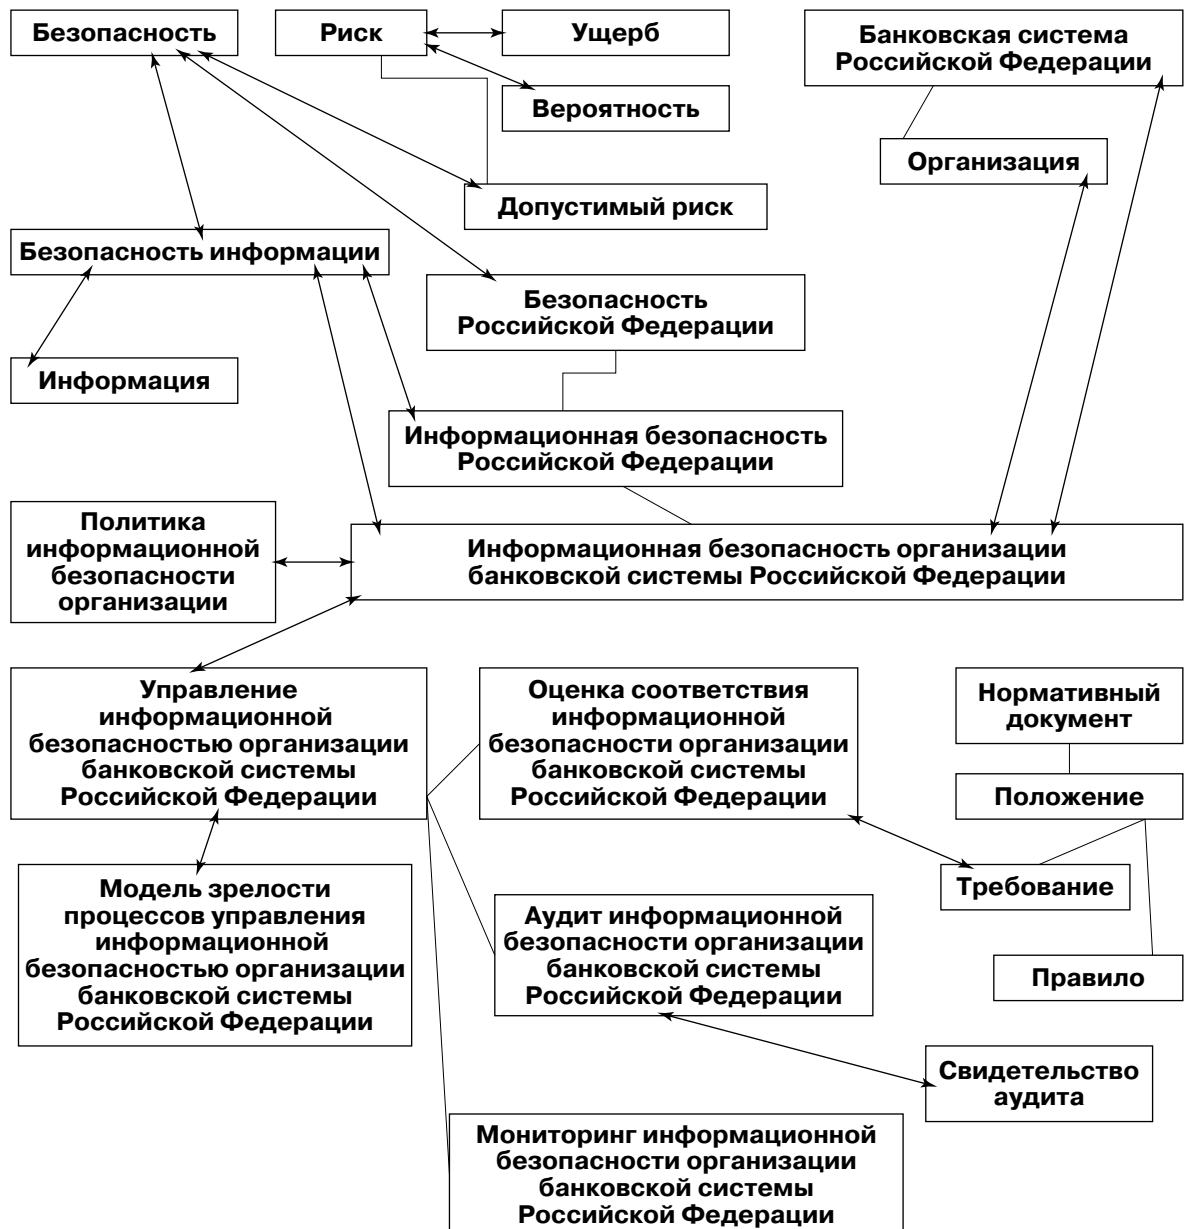 Безопасность
Риск
Ущерб
Банковская система
Российской Федерации
Вероятность
Организация
Допустимый риск
Безопасность информации
Безопасность
Российской Федерации
Информация
Информационная безопасность
Российской Федерации
Политика
информационной
безопасности
организации
Информационная безопасность организации
банковской системы Российской Федерации
Управление
информационной
безопасностью организации
банковской системы
Российской Федерации
Оценка соответствия
информационной
безопасности организации
банковской системы
Российской Федерации
Нормативный
документ
Положение
Модель зрелости
процессов управления
информационной
безопасностью организации
банковской системы
Российской Федерации
Требование
Аудит информационной
безопасности организации
банковской системы
Российской Федерации
Правило
Свидетельство
аудита
Мониторинг информационной
безопасности организации
банковской системы
Российской Федерации